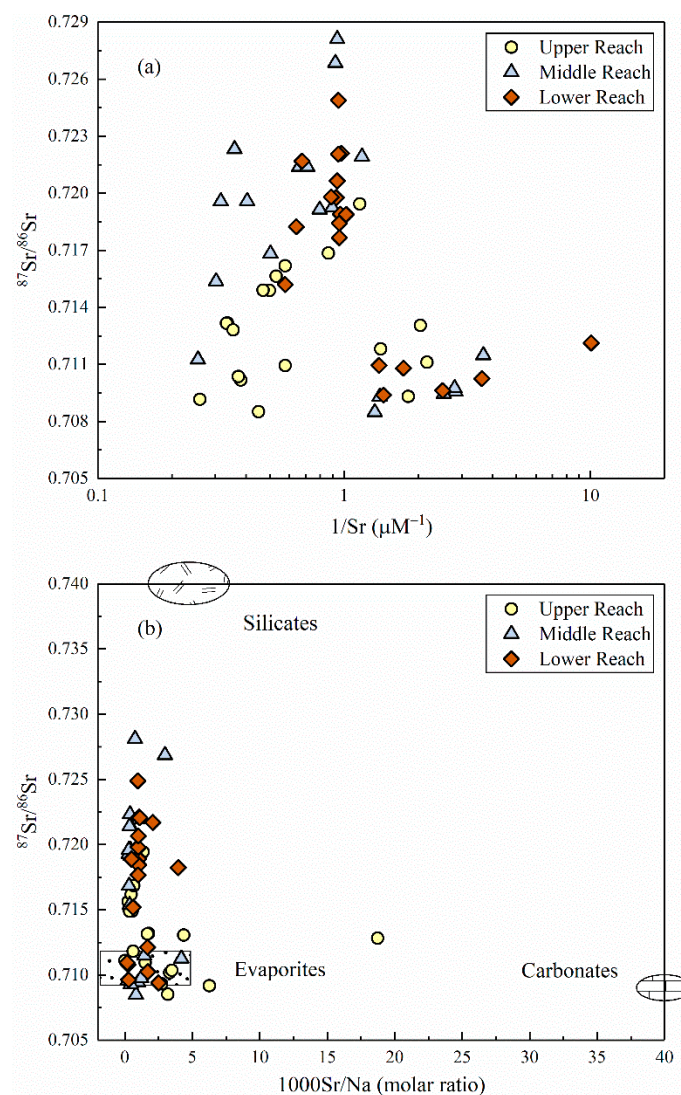 0.729
0.726
0.723
0.720
0.717
0.714
0.711
0.708
0.705
⁸⁷Sr/⁸⁶Sr
(a)
Upper Reach
Middle Reach
Lower Reach
0.1 1 10
1/Sr (μM⁻¹)
0.740
0.735
0.730
0.725
0.720
0.715
0.710
0.705
⁸⁷Sr/⁸⁶Sr
(b)
Silicates
Upper Reach
Middle Reach
Lower Reach
Evaporites
Carbonates
0 5 10 15 20 25 30 35 40
1000Sr/Na (molar ratio)